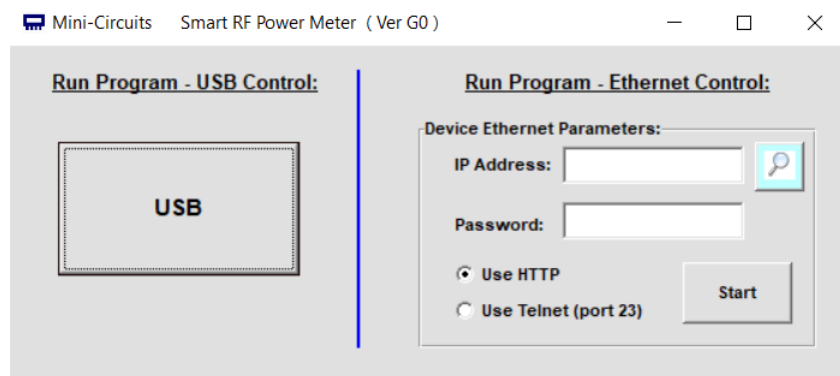 Mini-Circuits Smart RF Power Meter ( Ver G0 )
Run Program - USB Control:
USB
Run Program - Ethernet Control:
Device Ethernet Parameters:
IP Address:
Password:
Use HTTP
Use Telnet (port 23)
Start